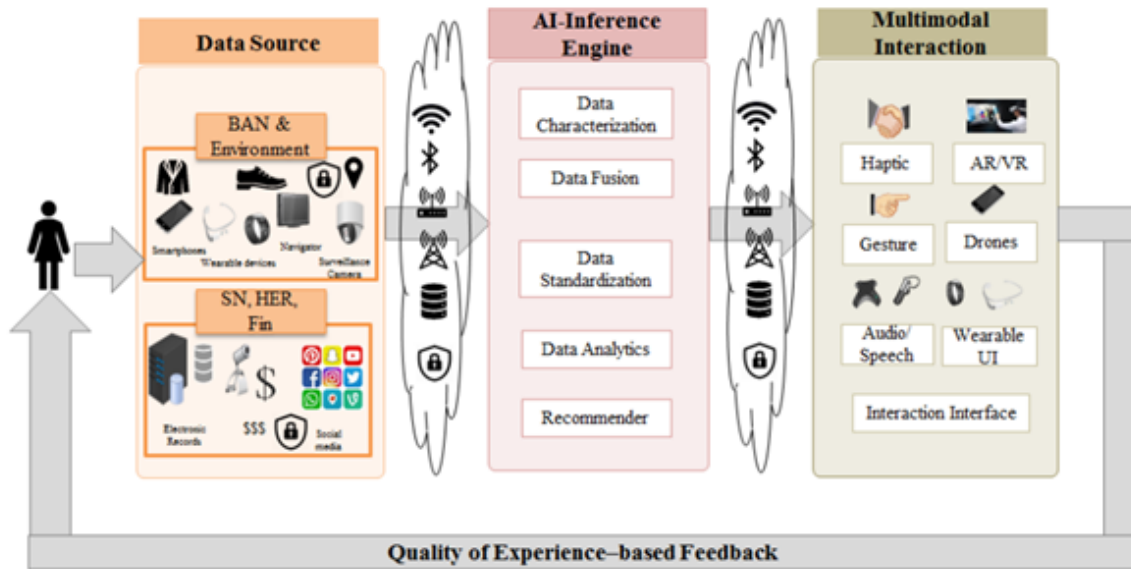 Data Source
AI-Inference
Engine
Multimodal
Interaction
BAN &
Environment
Smartphones
Wearable devices
Navigator
Surveillance
Camera
SN, HER,
Fin
Electronic
Records
$
$$$
Social
media
Data
Characterization
Data Fusion
Data
Standardization
Data Analytics
Recommender
Haptic
AR/VR
Gesture
Drones
Audio/
Speech
Wearable
UI
Interaction Interface
Quality of Experience–based Feedback